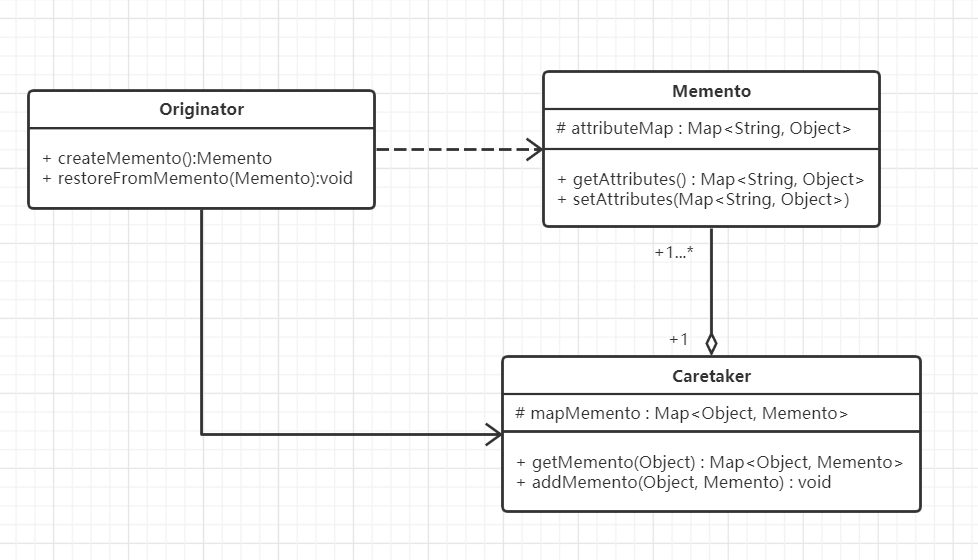 Originator
+ createMemento():Memento
+ restoreFromMemento(Memento):void
Memento
# attributeMap : Map<String, Object>
+ getAttributes() : Map<String, Object>
+ setAttributes(Map<String, Object>)
+1...*
+1
Caretaker
# mapMemento : Map<Object, Memento>
+ getMemento(Object) : Map<Object, Memento>
+ addMemento(Object, Memento) : void